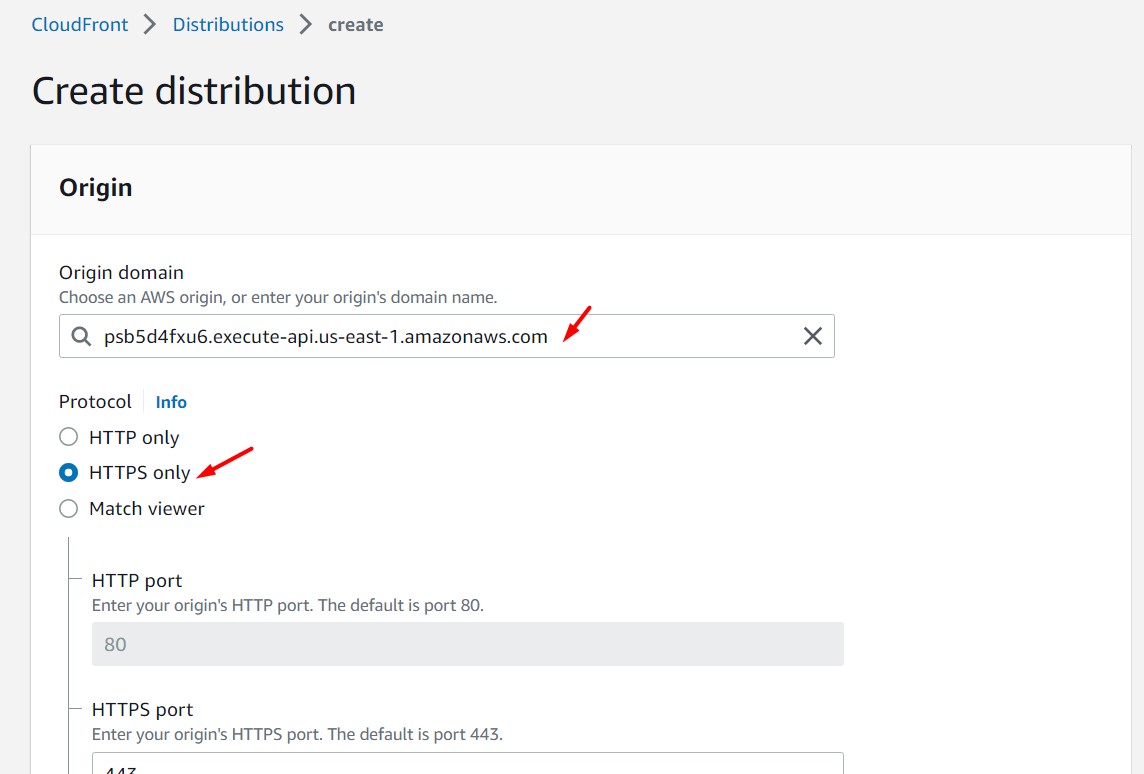 CloudFront > Distributions > create
Create distribution
Origin
Origin domain
Choose an AWS origin, or enter your origin's domain name.
psb5d4fxu6.execute-api.us-east-1.amazonaws.com
Protocol Info
HTTP only
HTTPS only
Match viewer
HTTP port
Enter your origin's HTTP port. The default is port 80.
80
HTTPS port
Enter your origin's HTTPS port. The default is port 443.
443